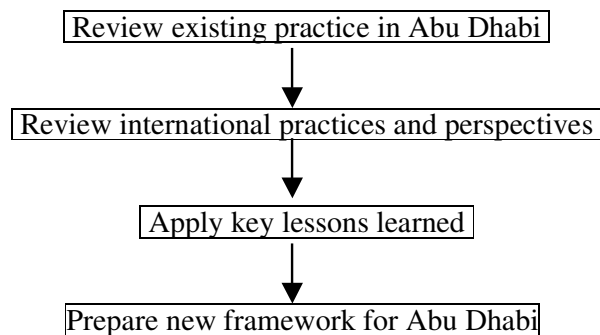 Review existing practice in Abu Dhabi
Review international practices and perspectives
Apply key lessons learned
Prepare new framework for Abu Dhabi